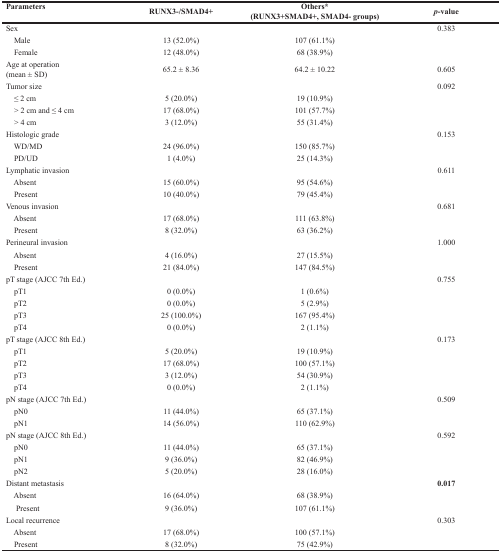 Parameters RUNX3-/SMAD4+ Others* (RUNX3+SMAD4+, SMAD4- groups) p-value
Sex 0.383
Male 13 (52.0%) 107 (61.1%)
Female 12 (48.0%) 68 (38.9%)
Age at operation (mean ± SD) 65.2 ± 8.36 64.2 ± 10.22 0.605
Tumor size 0.092
≤ 2 cm 5 (20.0%) 19 (10.9%)
> 2 cm and ≤ 4 cm 17 (68.0%) 101 (57.7%)
> 4 cm 3 (12.0%) 55 (31.4%)
Histologic grade 0.153
WD/MD 24 (96.0%) 150 (85.7%)
PD/UD 1 (4.0%) 25 (14.3%)
Lymphatic invasion 0.611
Absent 15 (60.0%) 95 (54.6%)
Present 10 (40.0%) 79 (45.4%)
Venous invasion 0.681
Absent 17 (68.0%) 111 (63.8%)
Present 8 (32.0%) 63 (36.2%)
Perineural invasion 1.000
Absent 4 (16.0%) 27 (15.5%)
Present 21 (84.0%) 147 (84.5%)
pT stage (AJCC 7th Ed.) 0.755
pT1 0 (0.0%) 1 (0.6%)
pT2 0 (0.0%) 5 (2.9%)
pT3 25 (100.0%) 167 (95.4%)
pT4 0 (0.0%) 2 (1.1%)
pT stage (AJCC 8th Ed.) 0.173
pT1 5 (20.0%) 19 (10.9%)
pT2 17 (68.0%) 100 (57.1%)
pT3 3 (12.0%) 54 (30.9%)
pT4 0 (0.0%) 2 (1.1%)
pN stage (AJCC 7th Ed.) 0.509
pN0 11 (44.0%) 65 (37.1%)
pN1 14 (56.0%) 110 (62.9%)
pN stage (AJCC 8th Ed.) 0.592
pN0 11 (44.0%) 65 (37.1%)
pN1 9 (36.0%) 82 (46.9%)
pN2 5 (20.0%) 28 (16.0%)
Distant metastasis 0.017
Absent 16 (64.0%) 68 (38.9%)
Present 9 (36.0%) 107 (61.1%)
Local recurrence 0.303
Absent 17 (68.0%) 100 (57.1%)
Present 8 (32.0%) 75 (42.9%)